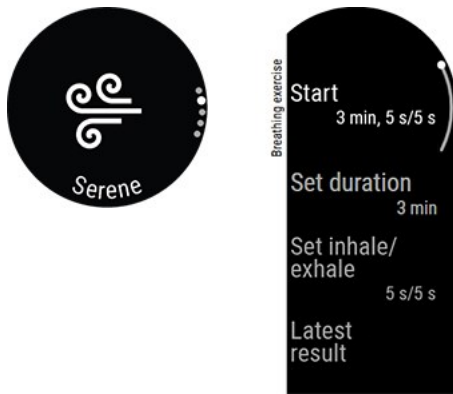 Serene
Breathing exercise
Start
3 min, 5 s/5 s
Set duration
3 min
Set inhale/
exhale
5 s/5 s
Latest
result